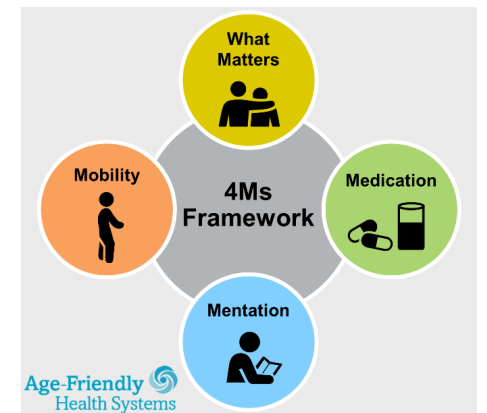 What
Matters
Mobility
4Ms
Framework
Medication
Mentation
Age-Friendly
Health Systems